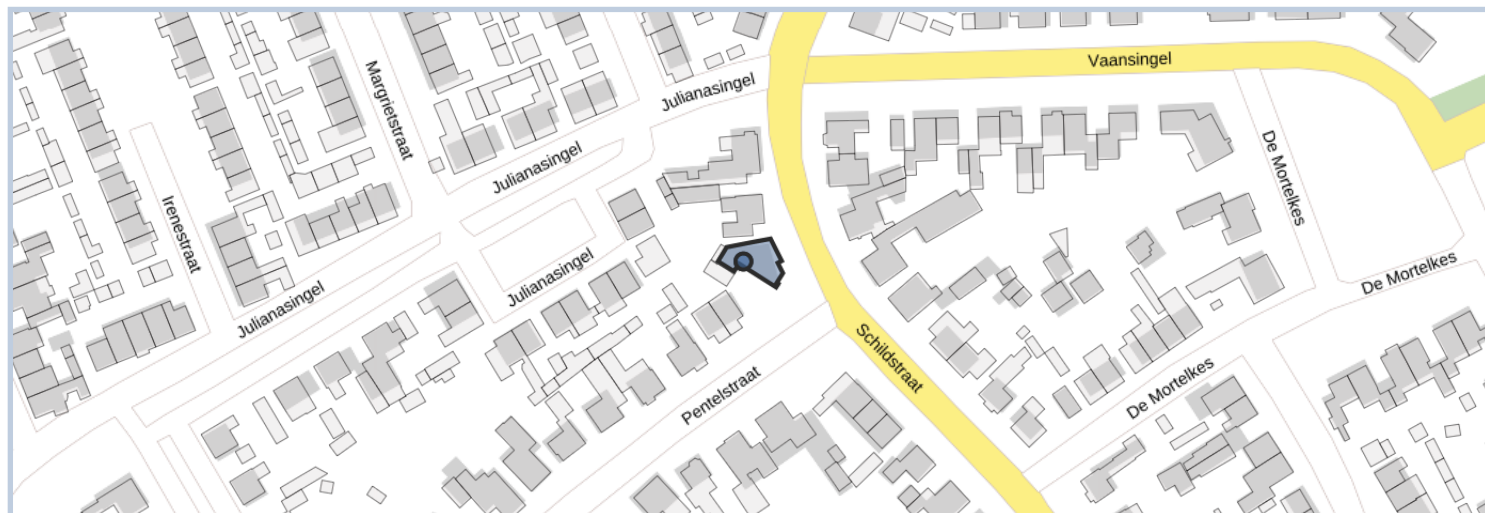 Vaansingel
Julianasingel
Margrietstraat
Julianasingel
De Mortelkes
Irenestraat
Julianasingel
De Mortelkes
Julianasingel
Schildstraat
De Mortelkes
Pentelstraat